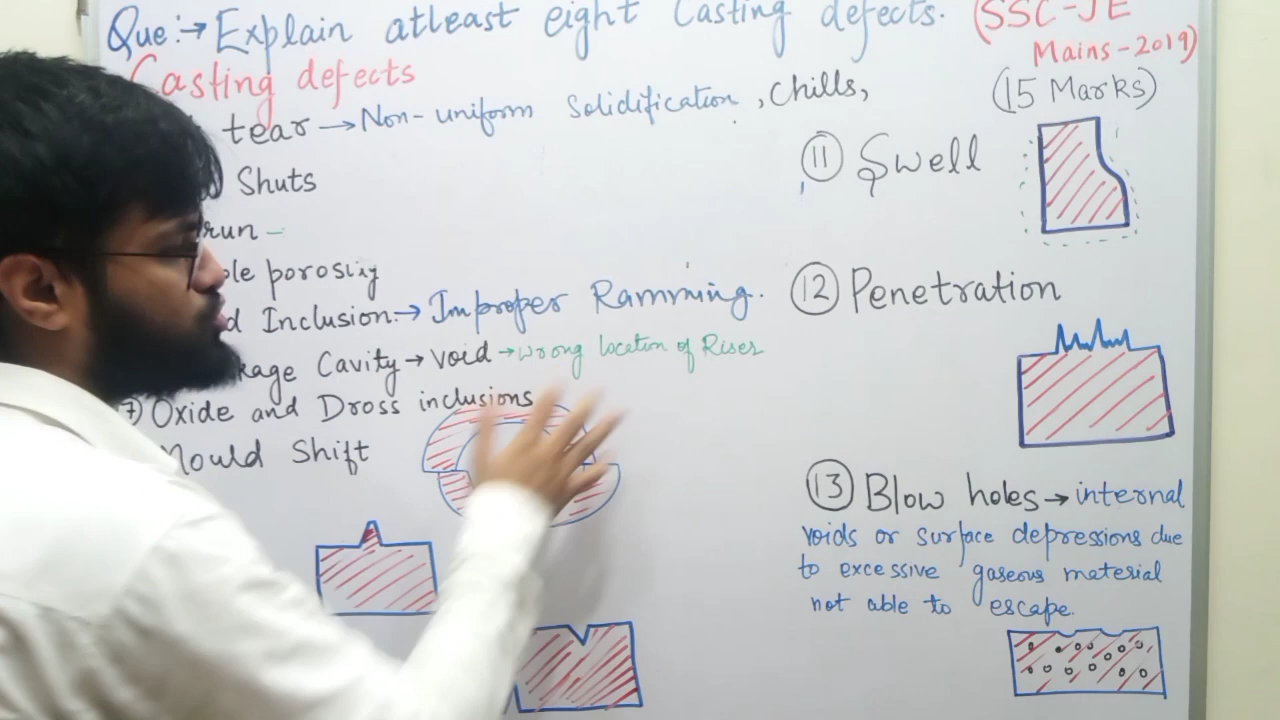 Que:→ Explain atleast eight Casting defects. (SSC-JE
Mains-2019)
(15 Marks)
Casting defects
tear → Non-uniform Solidification, Chills,
Shuts
run -
porosity
Inclusion.→ Improper Ramming.
Cavity → void → wrong location of Riser
7) Oxide and Dross inclusions
Mould Shift
11 Swell
12 Penetration
13 Blow holes → internal
voids or surface depressions due
to excessive gaseous material
not able to escape.